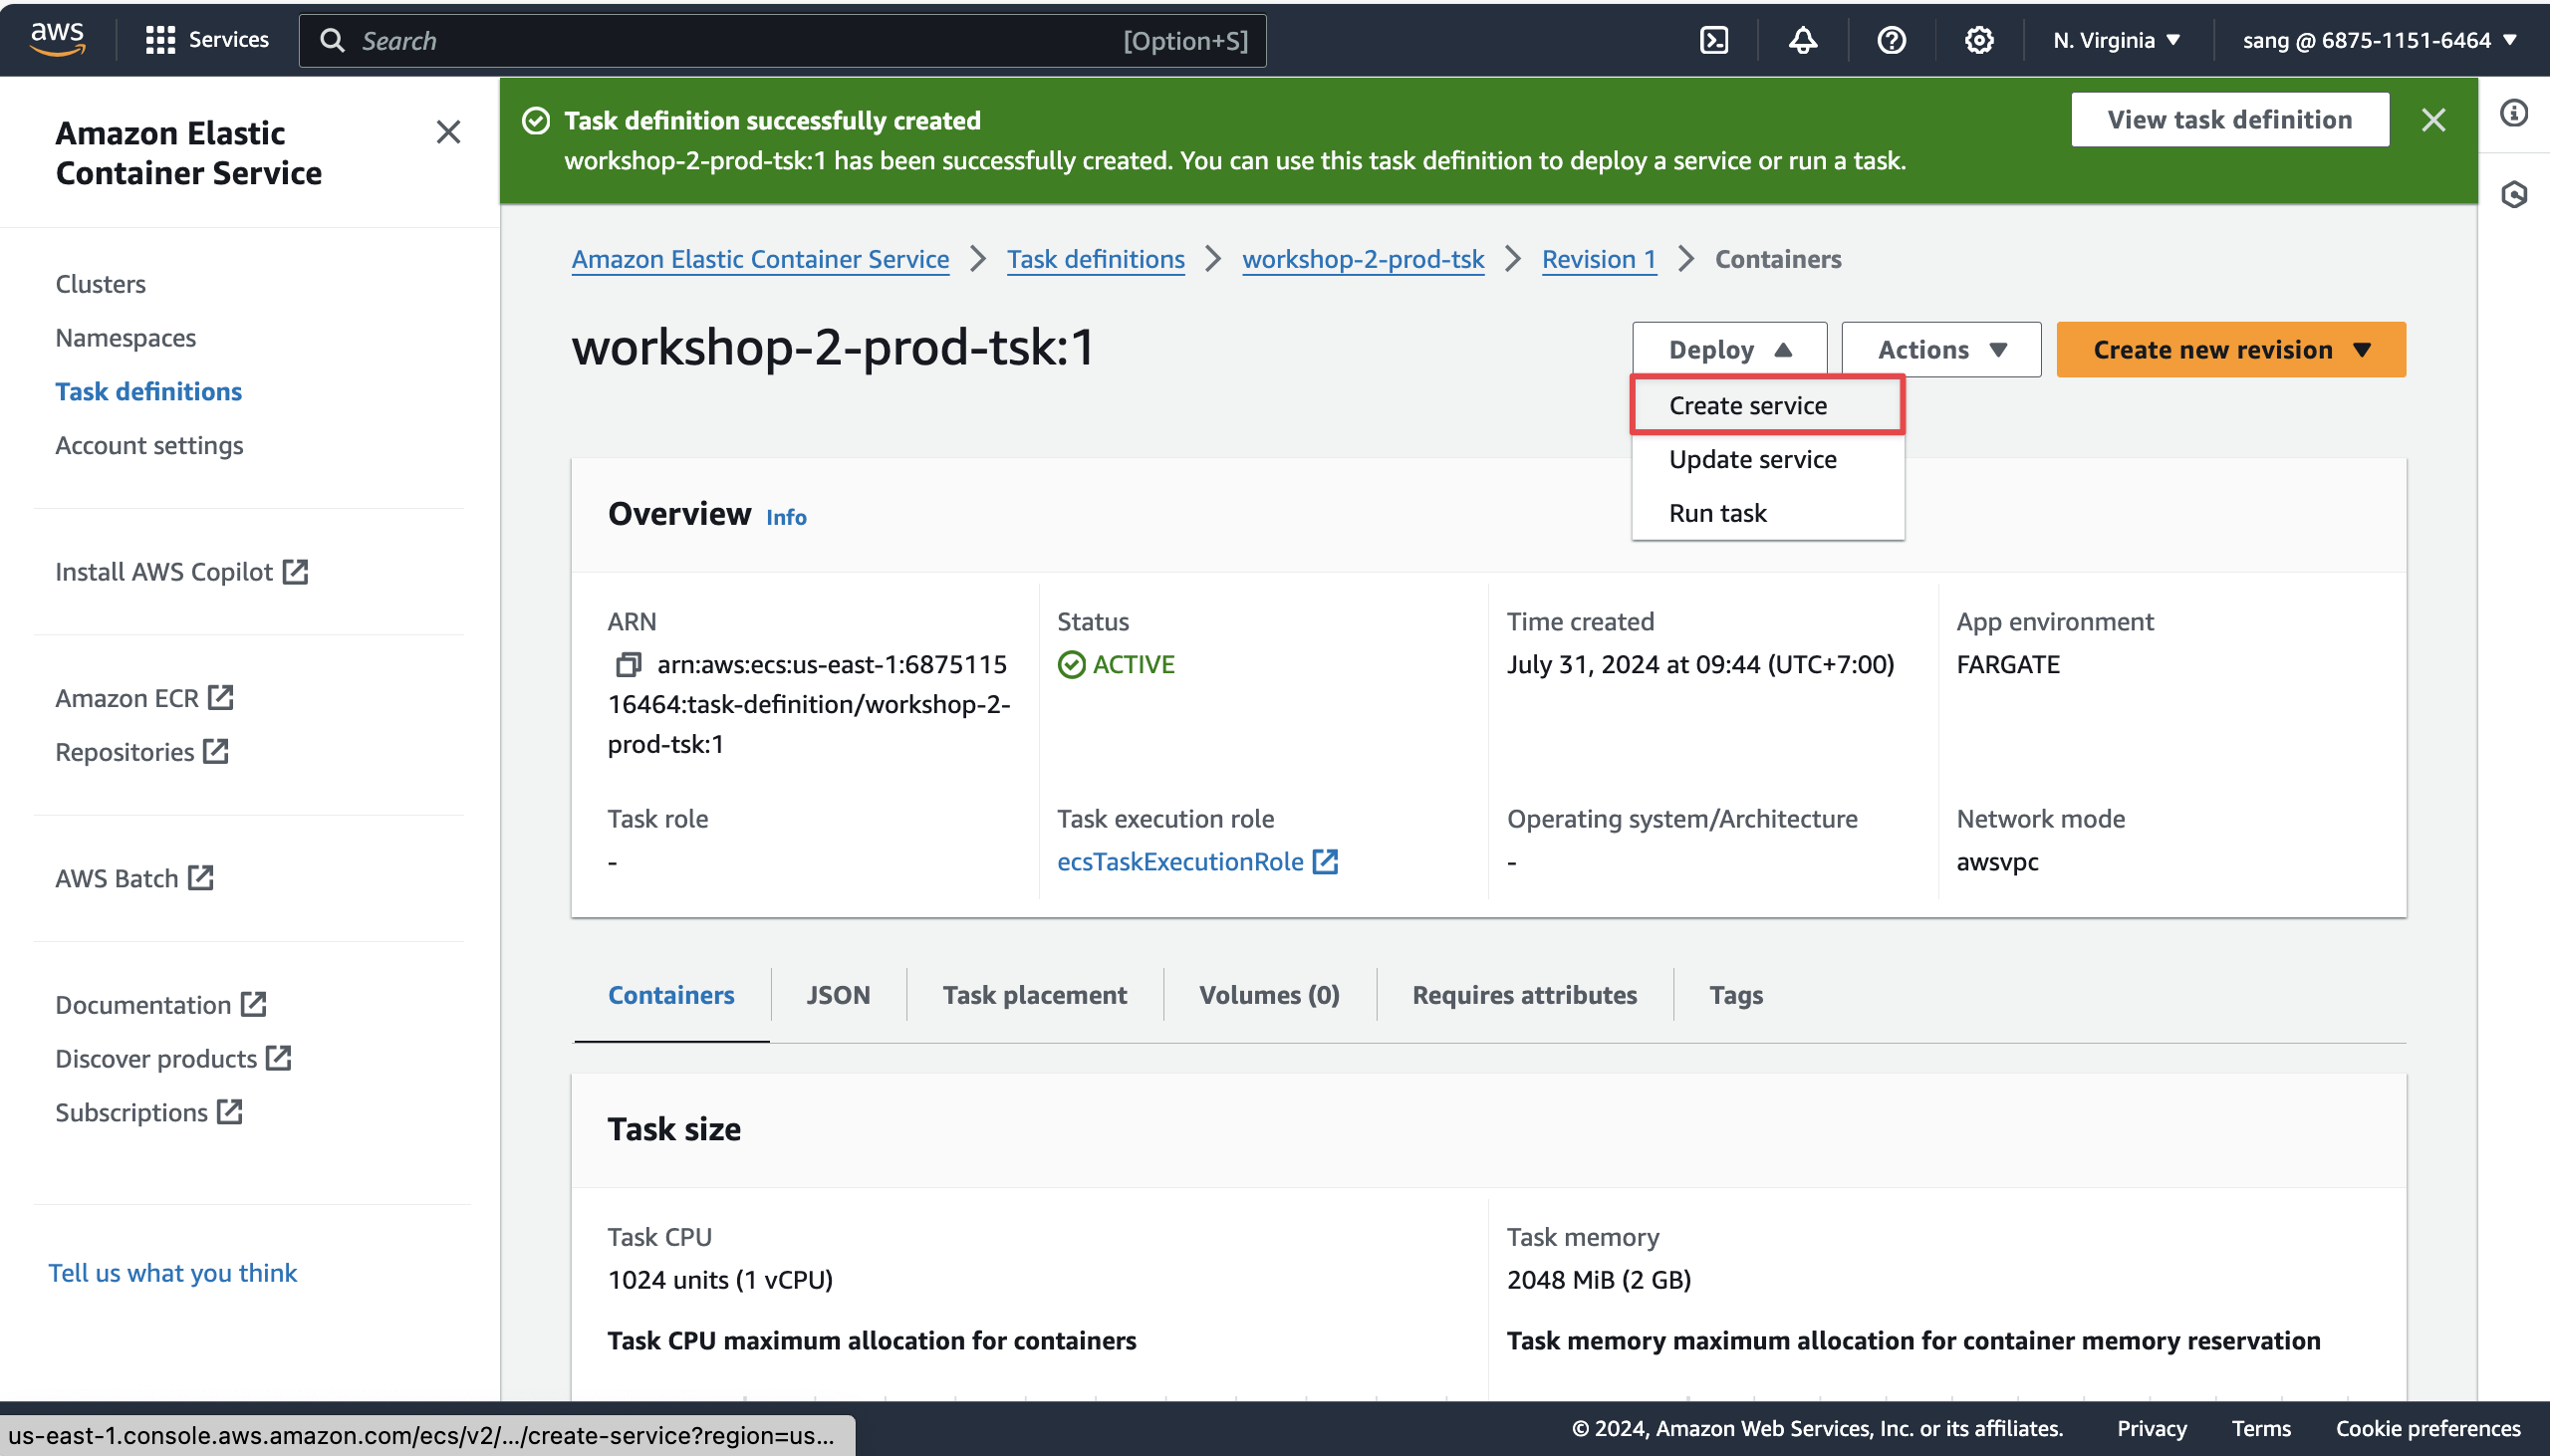 aws
Services
Search
[Option+S]
N. Virginia
sang @ 6875-1151-6464
Amazon Elastic
Container Service
Clusters
Namespaces
Task definitions
Account settings
Install AWS Copilot
Amazon ECR
Repositories
AWS Batch
Documentation
Discover products
Subscriptions
Tell us what you think
Task definition successfully created
workshop-2-prod-tsk:1 has been successfully created. You can use this task definition to deploy a service or run a task.
View task definition
Amazon Elastic Container Service
Task definitions
workshop-2-prod-tsk
Revision 1
Containers
workshop-2-prod-tsk:1
Deploy
Actions
Create new revision
Create service
Update service
Run task
Overview Info
ARN
arn:aws:ecs:us-east-1:6875115
16464:task-definition/workshop-2-
prod-tsk:1
Status
ACTIVE
Time created
July 31, 2024 at 09:44 (UTC+7:00)
App environment
FARGATE
Task role
-
Task execution role
ecsTaskExecutionRole
Operating system/Architecture
-
Network mode
awsvpc
Containers
JSON
Task placement
Volumes (0)
Requires attributes
Tags
Task size
Task CPU
1024 units (1 vCPU)
Task memory
2048 MiB (2 GB)
Task CPU maximum allocation for containers
Task memory maximum allocation for container memory reservation
us-east-1.console.aws.amazon.com/ecs/v2/.../create-service?region=us...
© 2024, Amazon Web Services, Inc. or its affiliates.
Privacy
Terms
Cookie preferences